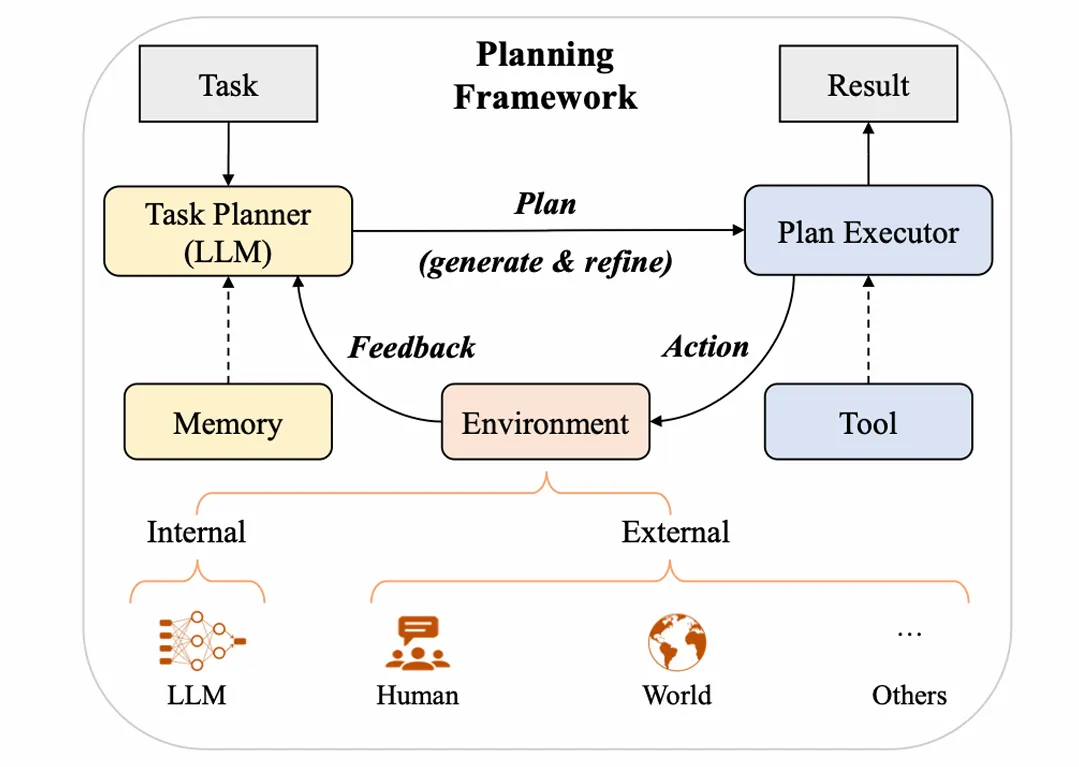 Planning
Framework
Task
Result
Task Planner
(LLM)
Plan
(generate & refine)
Plan Executor
Feedback
Action
Memory
Environment
Tool
Internal
External
LLM
Human
World
...
Others